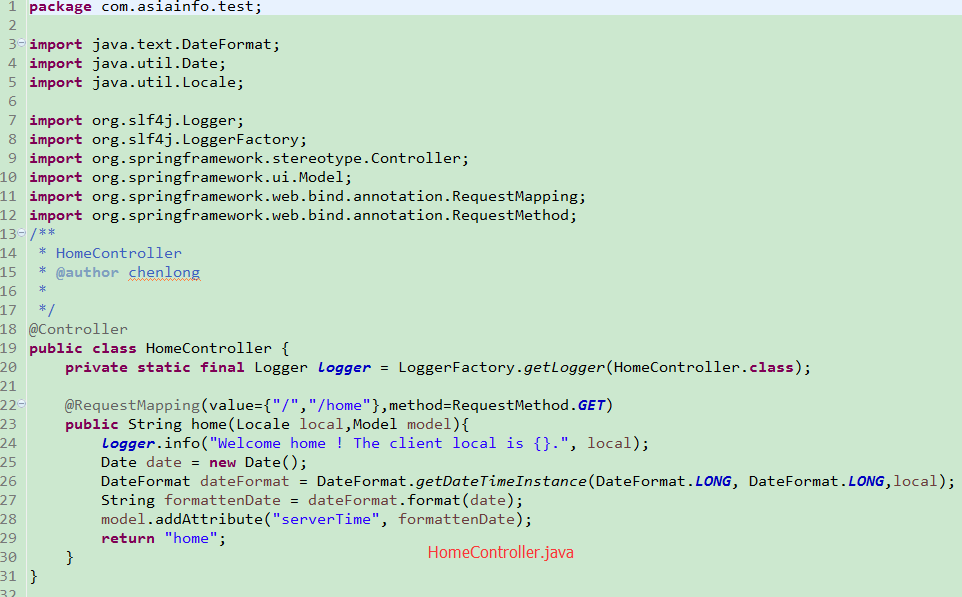 1 package com.asiainfo.test;
2
3 import java.text.DateFormat;
4 import java.util.Date;
5 import java.util.Locale;
6
7 import org.slf4j.Logger;
8 import org.slf4j.LoggerFactory;
9 import org.springframework.stereotype.Controller;
10 import org.springframework.ui.Model;
11 import org.springframework.web.bind.annotation.RequestMapping;
12 import org.springframework.web.bind.annotation.RequestMethod;
13 /**
14  * HomeController
15  * @author chenlong
16  *
17  */
18 @Controller
19 public class HomeController {
20     private static final Logger logger = LoggerFactory.getLogger(HomeController.class);
21
22     @RequestMapping(value={"/","/home"},method=RequestMethod.GET)
23     public String home(Locale local,Model model){
24         logger.info("Welcome home ! The client local is {}.", local);
25         Date date = new Date();
26         DateFormat dateFormat = DateFormat.getDateTimeInstance(DateFormat.LONG, DateFormat.LONG,local);
27         String formattenDate = dateFormat.format(date);
28         model.addAttribute("serverTime", formattenDate);
29         return "home";
HomeController.java
30     }
31 }
32